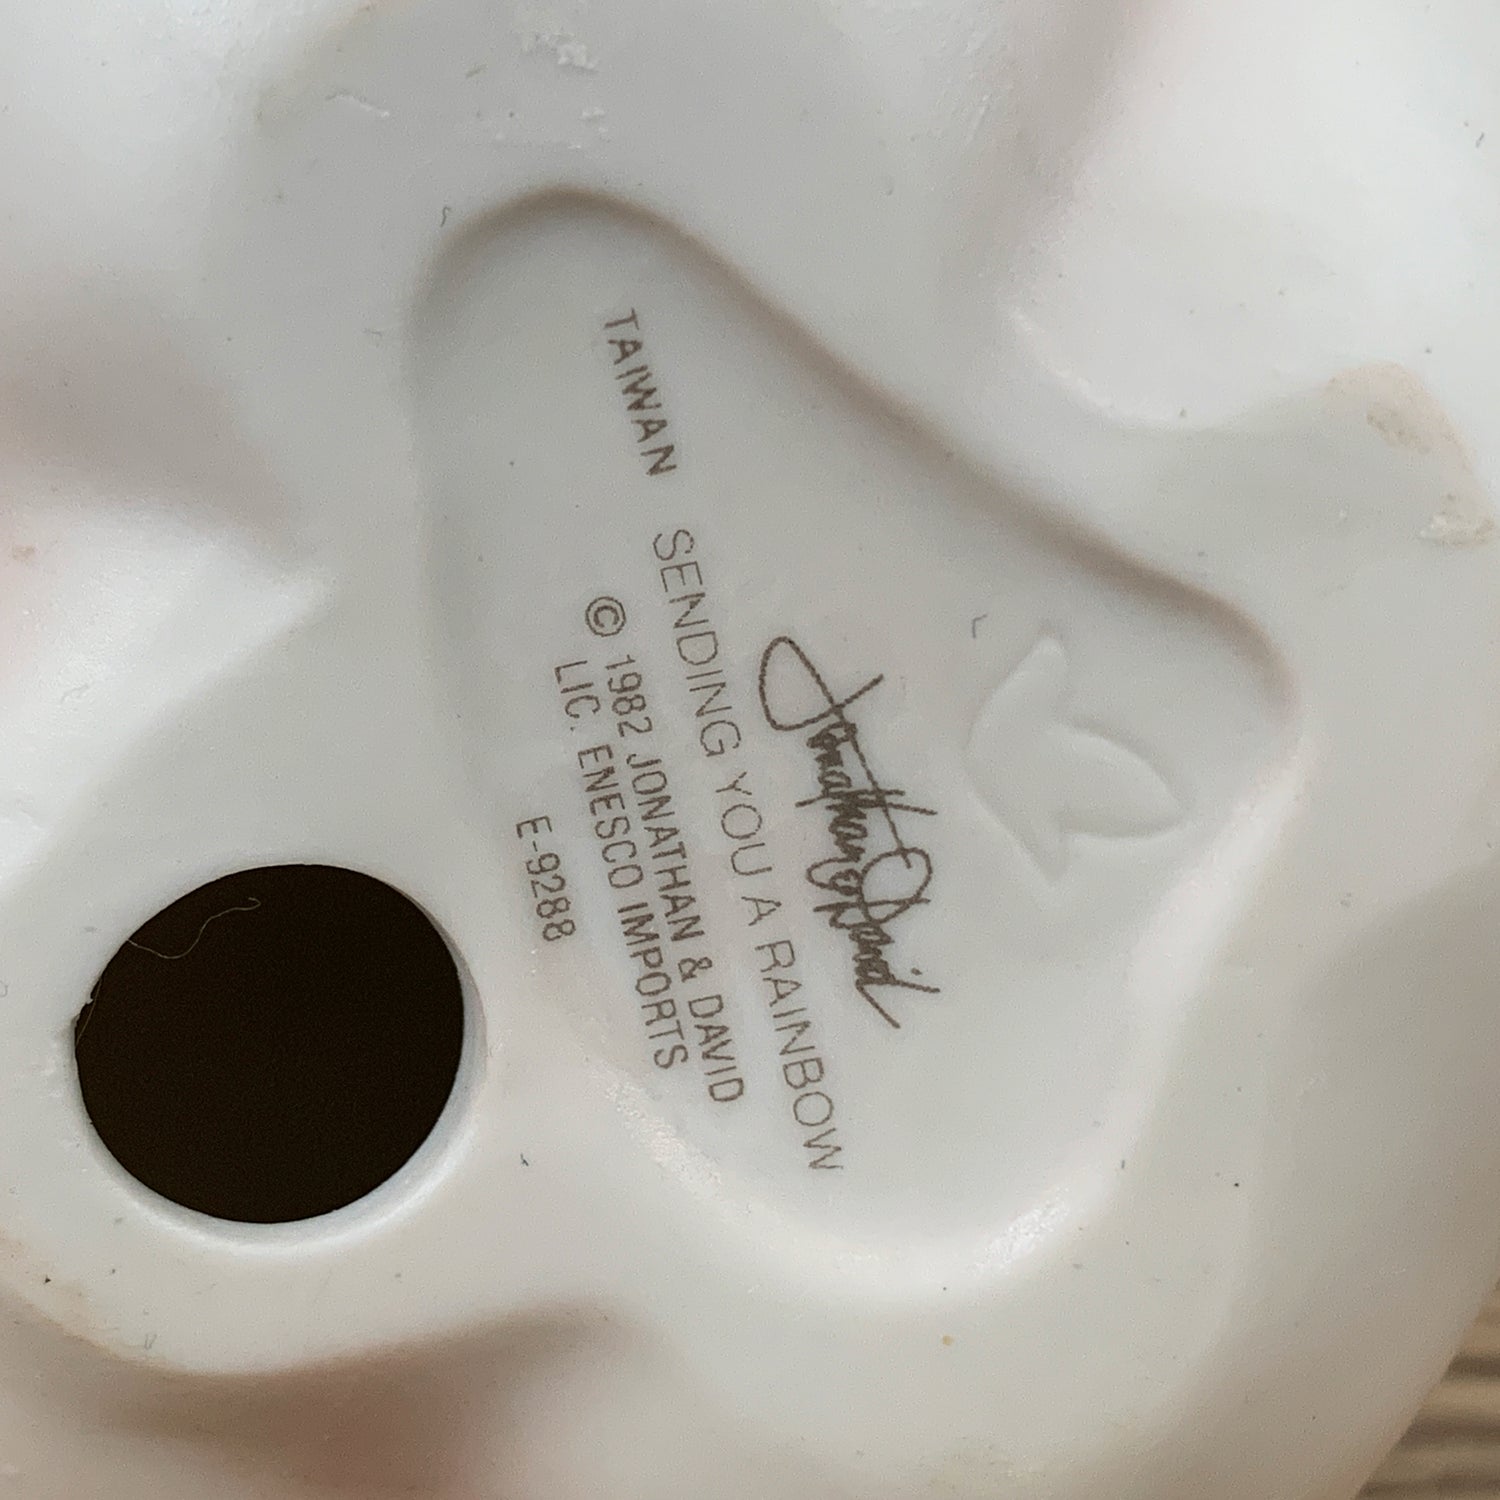 Jonathan & David
SENDING YOU A RAINBOW
TAIWAN
© 1982 JONATHAN & DAVID
LIC. ENESCO IMPORTS
E-9288